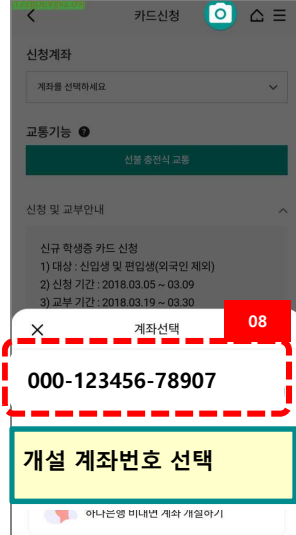 카드신청
신청계좌
계좌를 선택하세요
교통기능 ?
선불 충전식 교통
신청 및 교부안내
신규 학생증 카드 신청
1) 대상 : 신입생 및 편입생(외국인 제외)
2) 신청 기간 : 2018.03.05 ~ 03.09
3) 교부 기간 : 2018.03.19 ~ 03.30
계좌선택
08
000-123456-78907
개설 계좌번호 선택
하나은행 비대면 계좌 개설하기